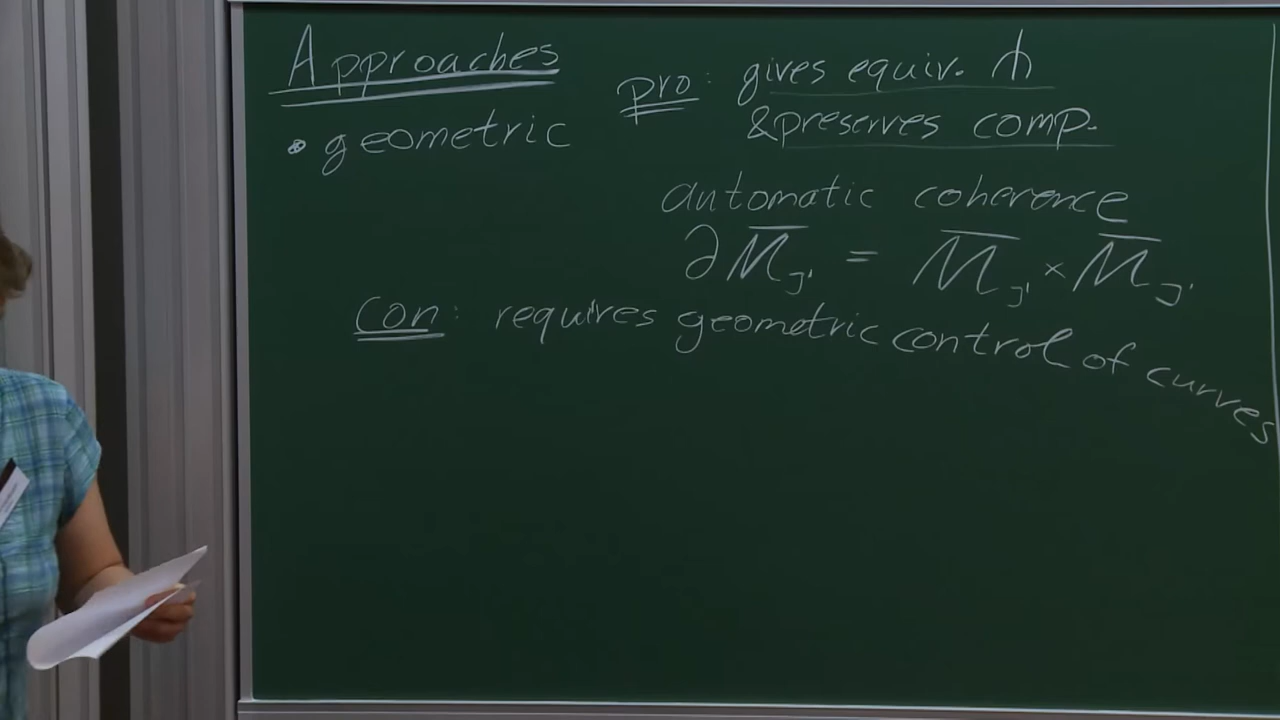 Approaches
• geometric
pro: gives equiv. ⋔
& preserves comp.
automatic coherence
∂M̅_J' = M̅_J' × M̅_J'
con: requires geometric control of curves